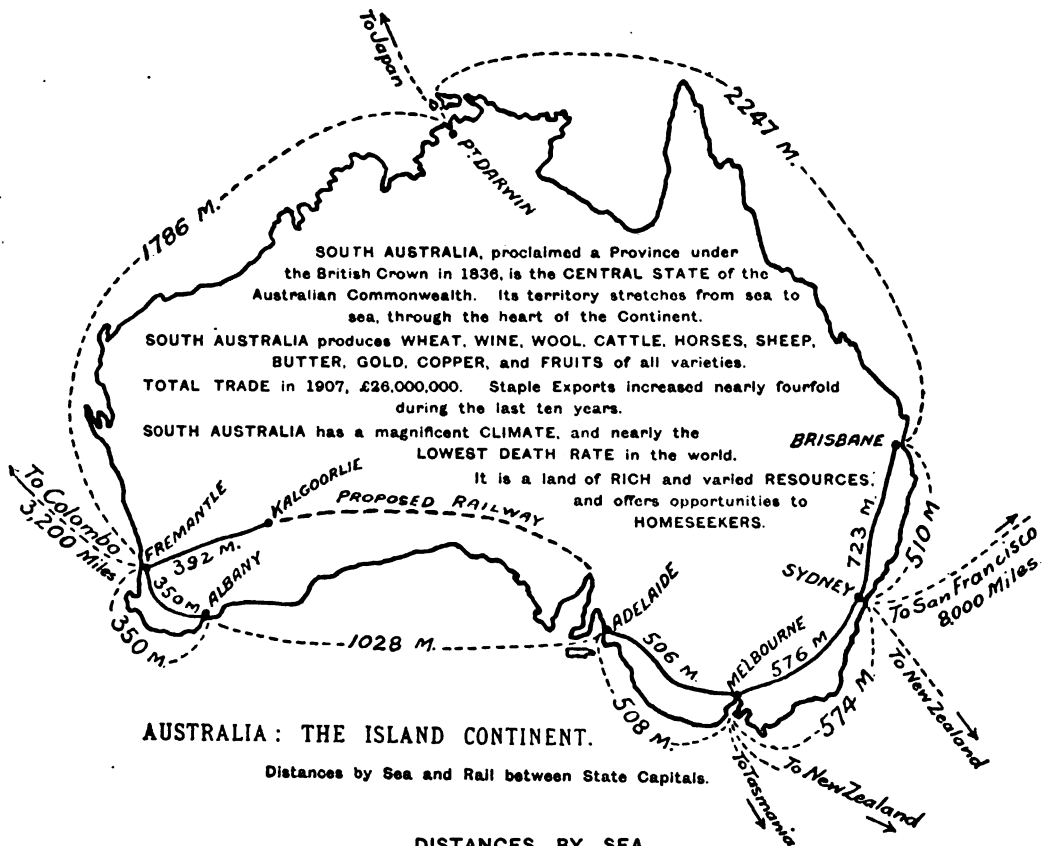 To Japan
2247 M.
PT. DARWIN
1786 M.
SOUTH AUSTRALIA, proclaimed a Province under
the British Crown in 1836, is the CENTRAL STATE of the
Australian Commonwealth. Its territory stretches from sea to
sea, through the heart of the Continent.
SOUTH AUSTRALIA produces WHEAT, WINE, WOOL, CATTLE, HORSES, SHEEP,
BUTTER, GOLD, COPPER, and FRUITS of all varieties.
TOTAL TRADE in 1907, £26,000,000. Staple Exports increased nearly fourfold
during the last ten years.
SOUTH AUSTRALIA has a magnificent CLIMATE, and nearly the
LOWEST DEATH RATE in the world.
It is a land of RICH and varied RESOURCES,
and offers opportunities to
HOMESEEKERS.
BRISBANE
To Colombo
3,200 Miles
FREMANTLE
KALGOORLIE
PROPOSED RAILWAY
392 M.
350 M
ALBANY
350 M.
1028 M.
ADELAIDE
506 M.
508 M.
MELBOURNE
576 M
574 M.
SYDNEY
723 M.
510 M
To San Francisco
8000 Miles.
To New Zealand
To New Zealand
To Tasmania
AUSTRALIA: THE ISLAND CONTINENT.
Distances by Sea and Rail between State Capitals.
DISTANCES BY SEA